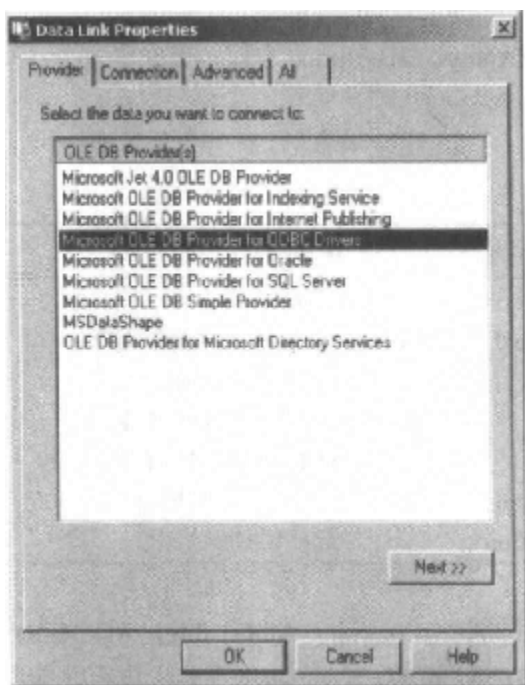 Data Link Properties
Provider Connection Advanced All
Select the data you want to connect to:
OLE DB Provider(s)
Microsoft Jet 4.0 OLE DB Provider
Microsoft OLE DB Provider for Indexing Service
Microsoft OLE DB Provider for Internet Publishing
Microsoft OLE DB Provider for ODBC Drivers
Microsoft OLE DB Provider for Oracle
Microsoft OLE DB Provider for SQL Server
Microsoft OLE DB Simple Provider
MSDataShape
OLE DB Provider for Microsoft Directory Services
Next >>
OK Cancel Help